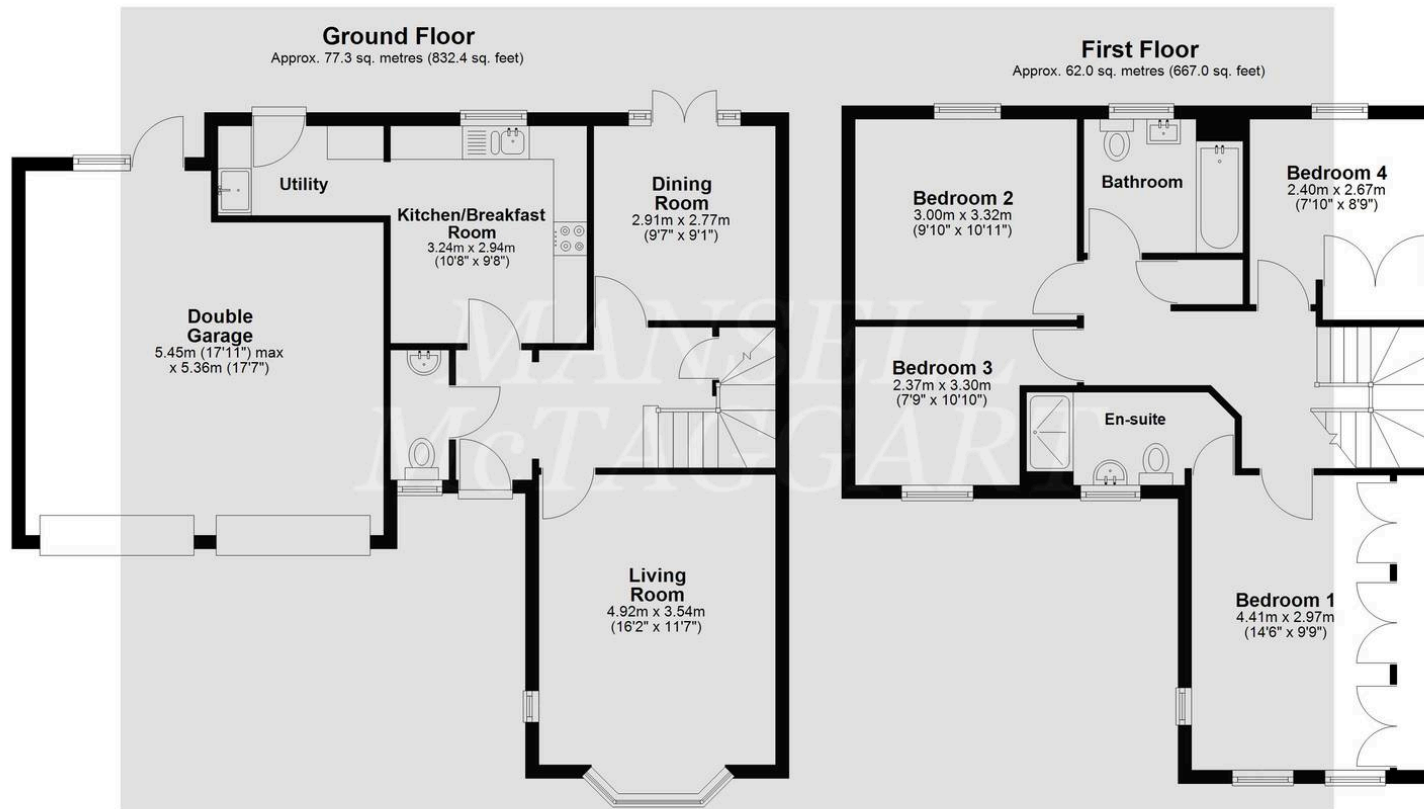 Ground Floor
Approx. 77.3 sq. metres (832.4 sq. feet)
Utility
Kitchen/Breakfast
Room
3.24m x 2.94m
(10'8" x 9'8")
Dining
Room
2.91m x 2.77m
(9'7" x 9'1")
Double
Garage
5.45m (17'11") max
x 5.36m (17'7")
Living
Room
4.92m x 3.54m
(16'2" x 11'7")
First Floor
Approx. 62.0 sq. metres (667.0 sq. feet)
Bedroom 2
3.00m x 3.32m
(9'10" x 10'11")
Bathroom
Bedroom 4
2.40m x 2.67m
(7'10" x 8'9")
Bedroom 3
2.37m x 3.30m
(7'9" x 10'10")
En-suite
Bedroom 1
4.41m x 2.97m
(14'6" x 9'9")
MANSELL
McTAGGART